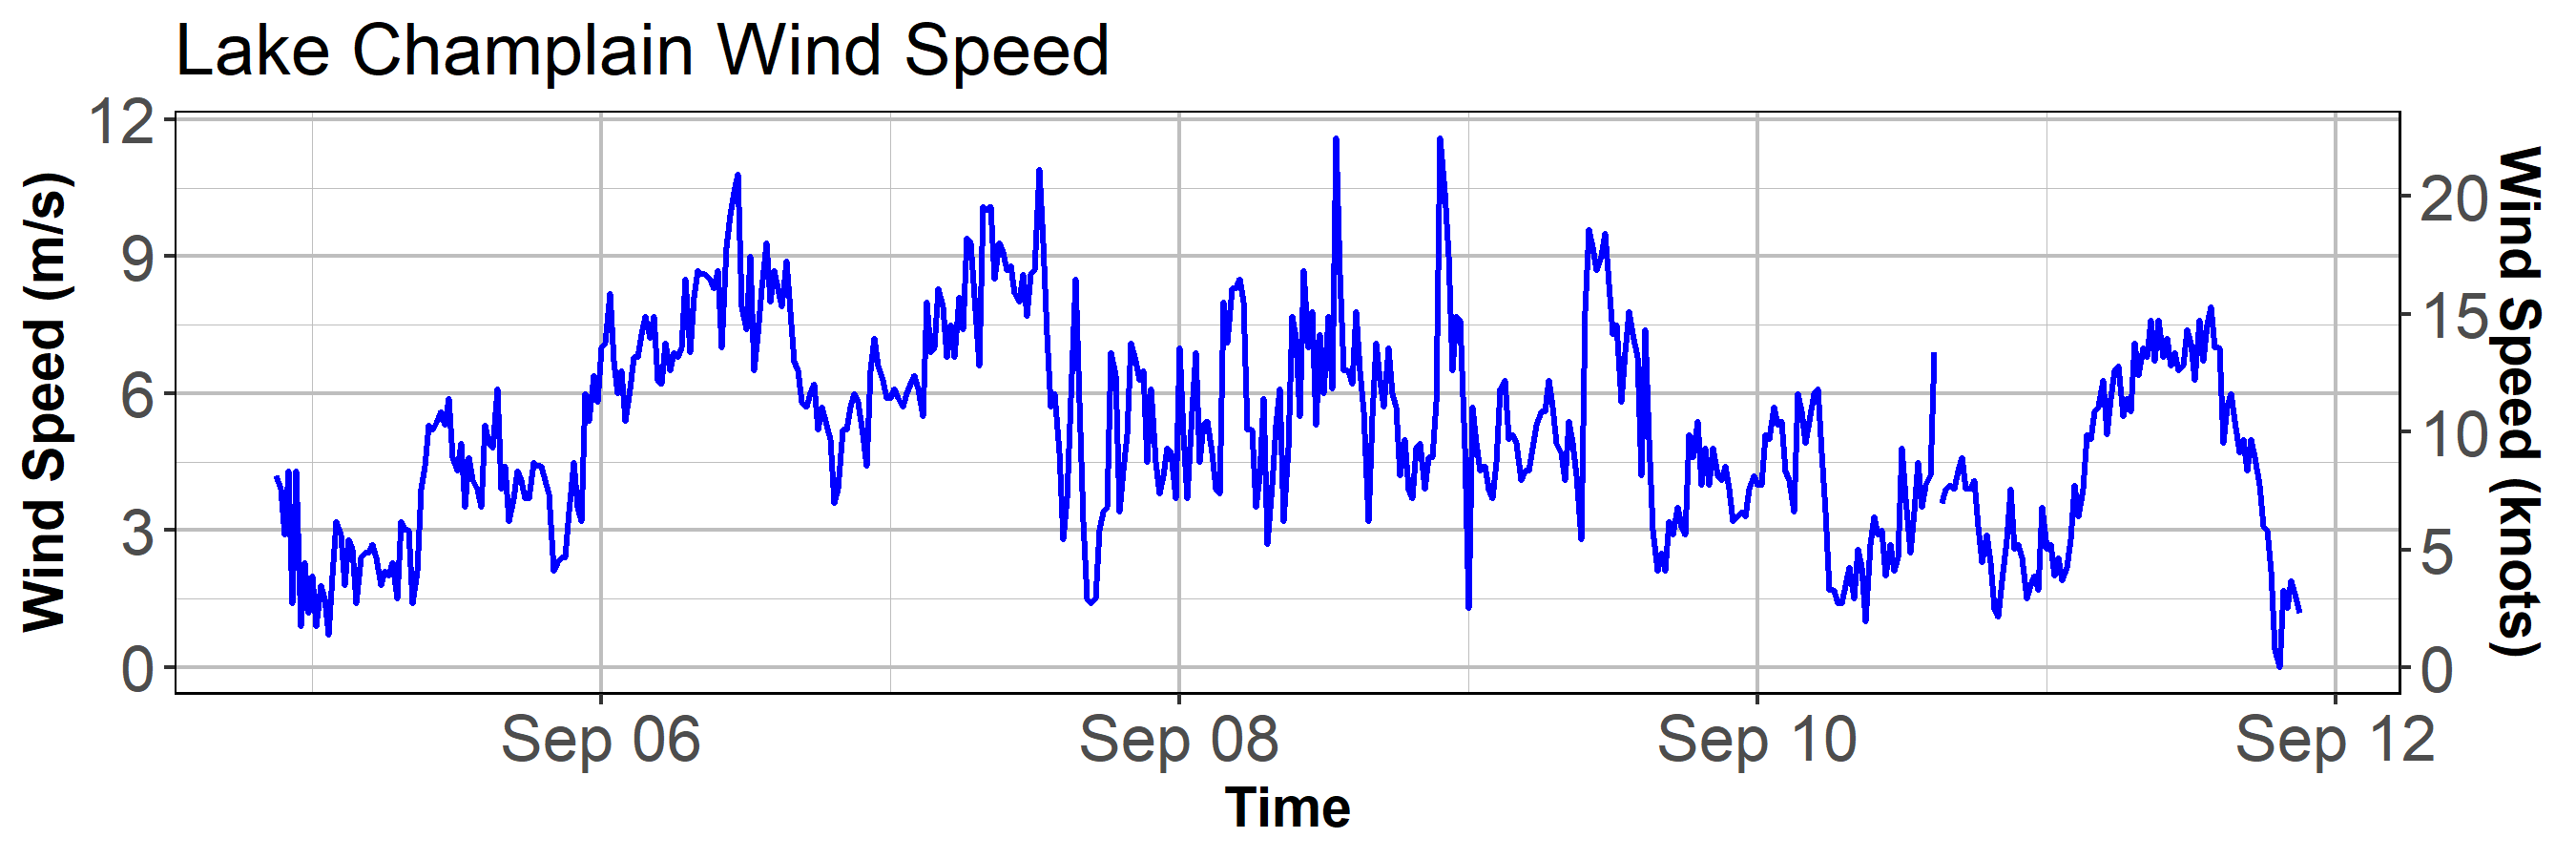 Lake Champlain Wind Speed
12
9
6
3
0
Wind Speed (m/s)
20
15
10
5
0
Wind Speed (knots)
Sep 06
Sep 08
Sep 10
Sep 12
Time